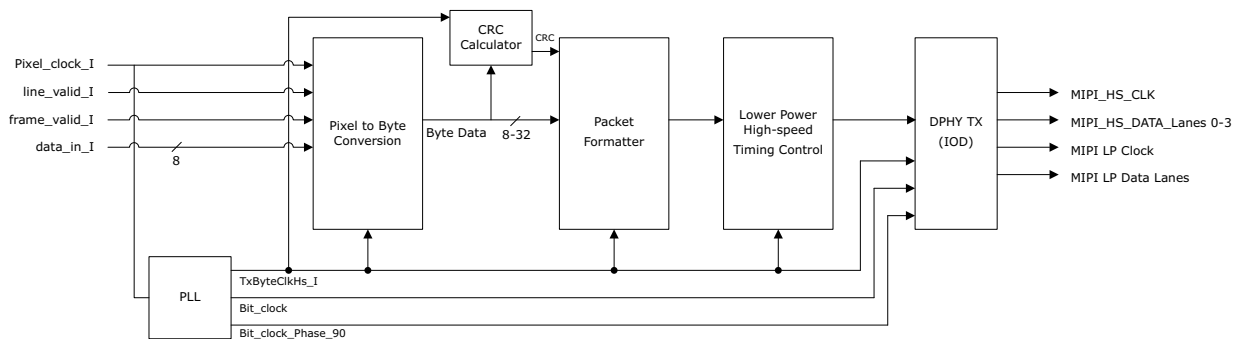 Pixel_clock_I
line_valid_I
frame_valid_I
data_in_I
8
Pixel to Byte
Conversion
Byte Data
8-32
CRC
Calculator
CRC
Packet
Formatter
Lower Power
High-speed
Timing Control
DPHY TX
(IOD)
MIPI_HS_CLK
MIPI_HS_DATA_Lanes 0-3
MIPI LP Clock
MIPI LP Data Lanes
PLL
TxByteClkHs_I
Bit_clock
Bit_clock_Phase_90